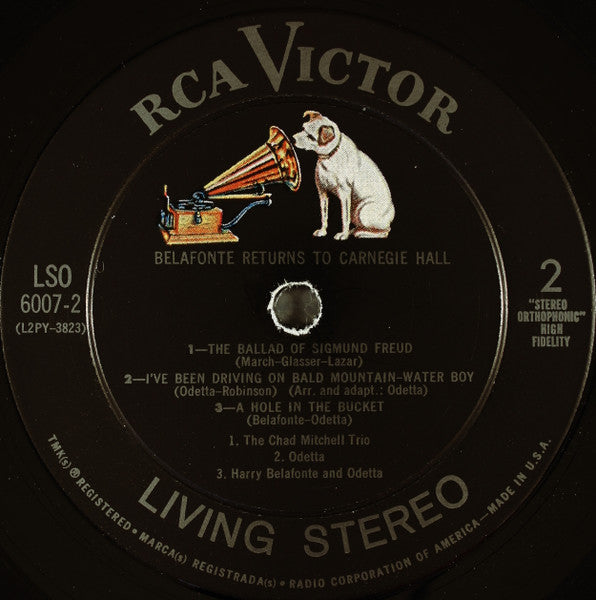 RCA VICTOR
BELAFONTE RETURNS TO CARNEGIE HALL
LSO
6007-2
(L2PY-3823)
2
"STEREO
ORTHOPHONIC"
HIGH
FIDELITY
1—THE BALLAD OF SIGMUND FREUD
(March-Glasser-Lazar)
2—I'VE BEEN DRIVING ON BALD MOUNTAIN-WATER BOY
(Odetta-Robinson) (Arr. and adapt.: Odetta)
3—A HOLE IN THE BUCKET
(Belafonte-Odetta)
1. The Chad Mitchell Trio
2. Odetta
3. Harry Belafonte and Odetta
LIVING STEREO
TMK(s) ® REGISTERED • MARCA(s) REGISTRADA(s) • RADIO CORPORATION OF AMERICA—MADE IN U.S.A.